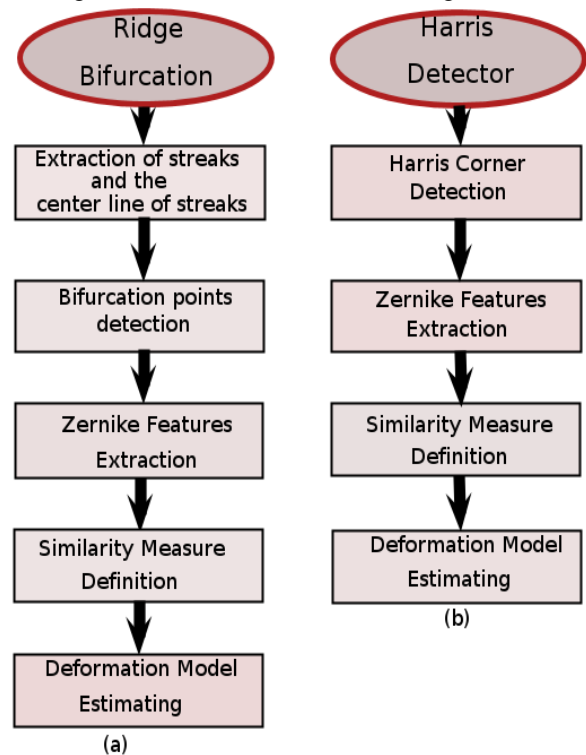 Ridge
Bifurcation
Extraction of streaks
and the
center line of streaks
Bifurcation points
detection
Zernike Features
Extraction
Similarity Measure
Definition
Deformation Model
Estimating
(a)
Harris
Detector
Harris Corner
Detection
Zernike Features
Extraction
Similarity Measure
Definition
Deformation Model
Estimating
(b)